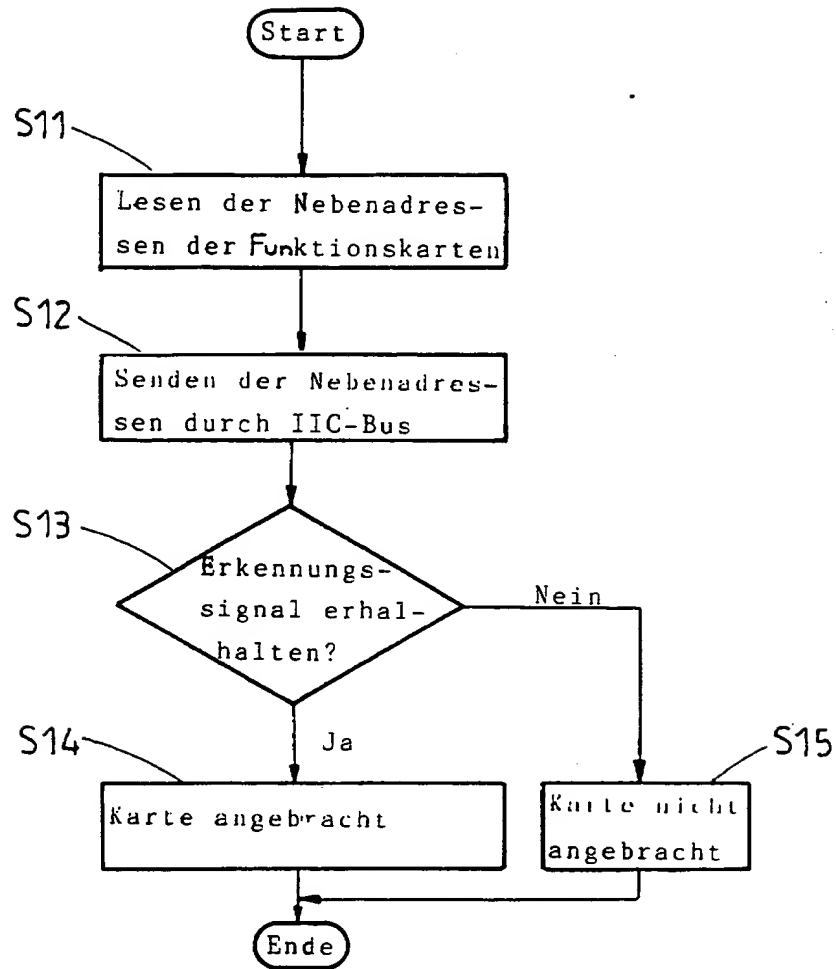 Start
S11
Lesen der Nebenadres-
sen der Funktionskarten
S12
Senden der Nebenadres-
sen durch IIC-Bus
S13
Erkennungs-
signal erhal-
halten?
Nein
Ja
S14
Karte angebracht
S15
Karte nicht
angebracht
Ende